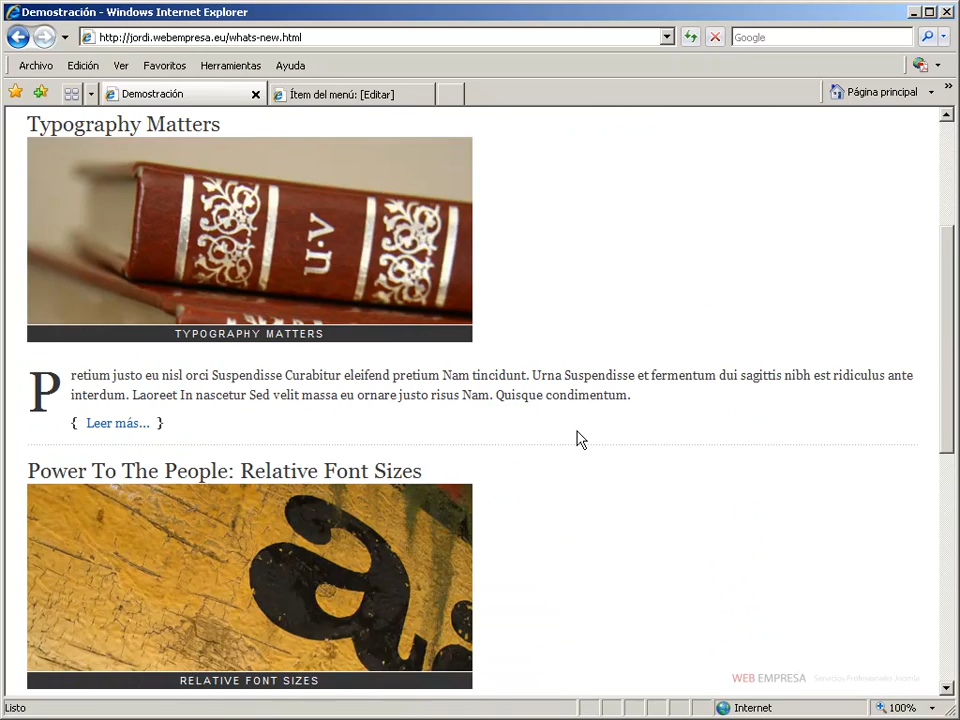 Demostración - Windows Internet Explorer
http://jordi.webempresa.eu/whats-new.html
Google
Archivo Edición Ver Favoritos Herramientas Ayuda
Demostración
Ítem del menú: [Editar]
Página principal
Typography Matters
U·V
TYPOGRAPHY MATTERS
Pretium justo eu nisl orci Suspendisse Curabitur eleifend pretium Nam tincidunt. Urna Suspendisse et fermentum dui sagittis nibh est ridiculus ante
interdum. Laoreet In nascetur Sed velit massa eu ornare justo risus Nam. Quisque condimentum.
{ Leer más... }
Power To The People: Relative Font Sizes
a
RELATIVE FONT SIZES
WEB EMPRESA Servicios Profesionales Joomla!
Listo
Internet
100%